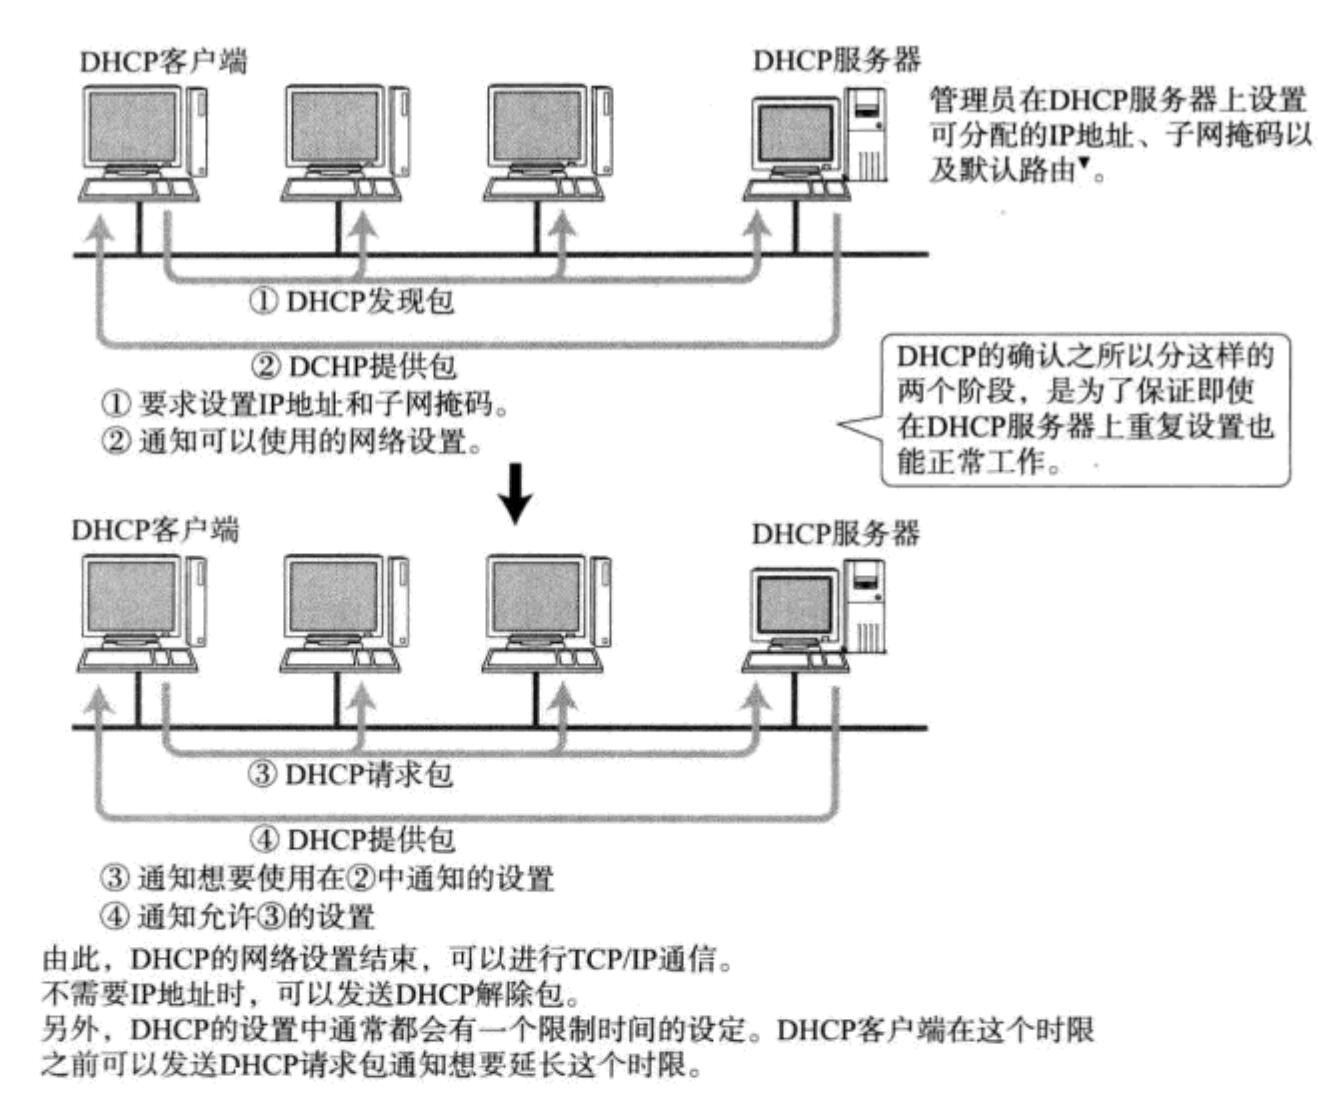 DHCP客户端
DHCP服务器
管理员在DHCP服务器上设置
可分配的IP地址、子网掩码以
及默认路由▼。
① DHCP发现包
② DCHP提供包
① 要求设置IP地址和子网掩码。
② 通知可以使用的网络设置。
DHCP的确认之所以分这样的
两个阶段，是为了保证即使
在DHCP服务器上重复设置也
能正常工作。
DHCP客户端
DHCP服务器
③ DHCP请求包
④ DHCP提供包
③ 通知想要使用在②中通知的设置
④ 通知允许③的设置
由此，DHCP的网络设置结束，可以进行TCP/IP通信。
不需要IP地址时，可以发送DHCP解除包。
另外，DHCP的设置中通常都会有一个限制时间的设定。DHCP客户端在这个时限
之前可以发送DHCP请求包通知想要延长这个时限。